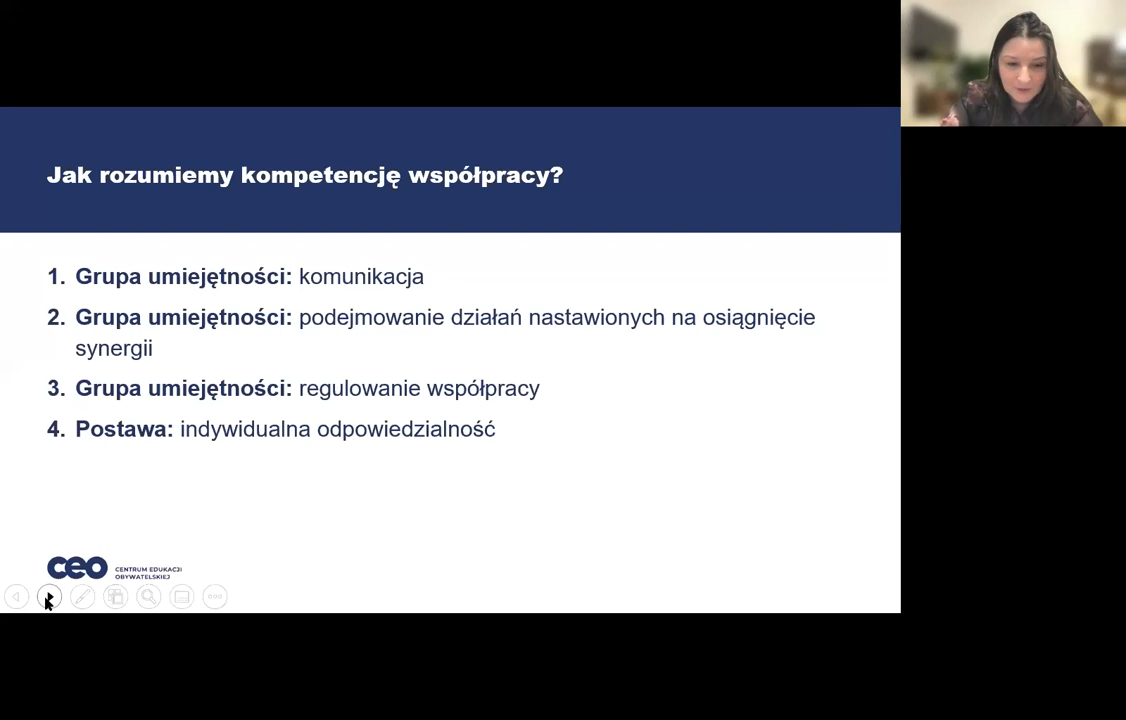 Jak rozumiemy kompetencję współpracy?
1. Grupa umiejętności: komunikacja
2. Grupa umiejętności: podejmowanie działań nastawionych na osiągnięcie
synergii
3. Grupa umiejętności: regulowanie współpracy
4. Postawa: indywidualna odpowiedzialność
ceo
CENTRUM EDUKACJI
OBYWATELSKIEJ